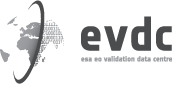 evdc
esa eo validation data centre